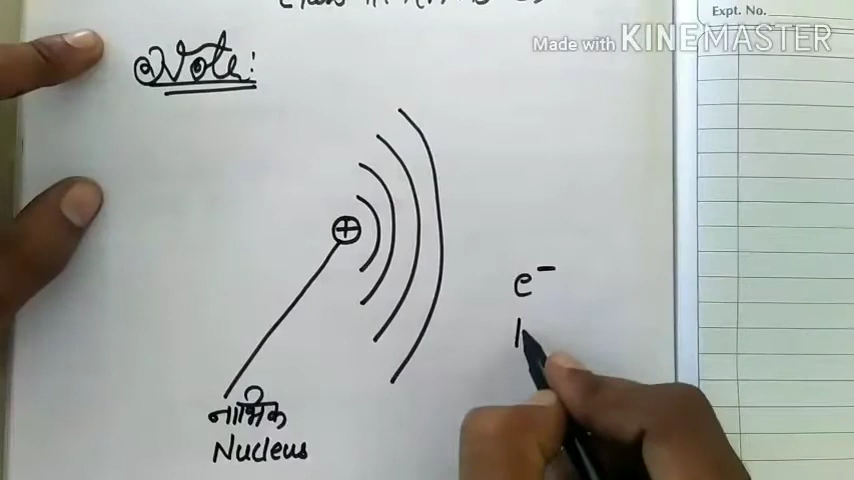 Expt. No.
Made with KINEMASTER
Note:
e⁻
नाभिक
Nucleus